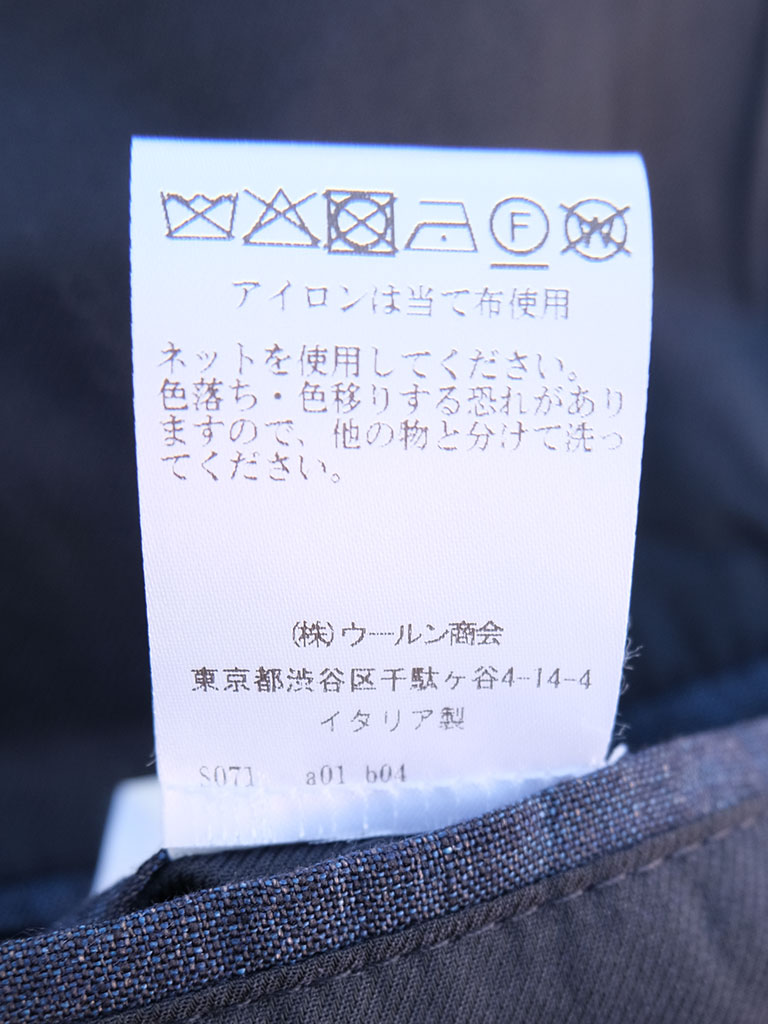 F W
アイロンは当て布使用
ネットを使用してください。
色落ち・色移りする恐れがあり
ますので、他の物と分けて洗っ
てください。
(株)ウールン商会
東京都渋谷区千駄ヶ谷4-14-4
イタリア製
S071 a01 b04